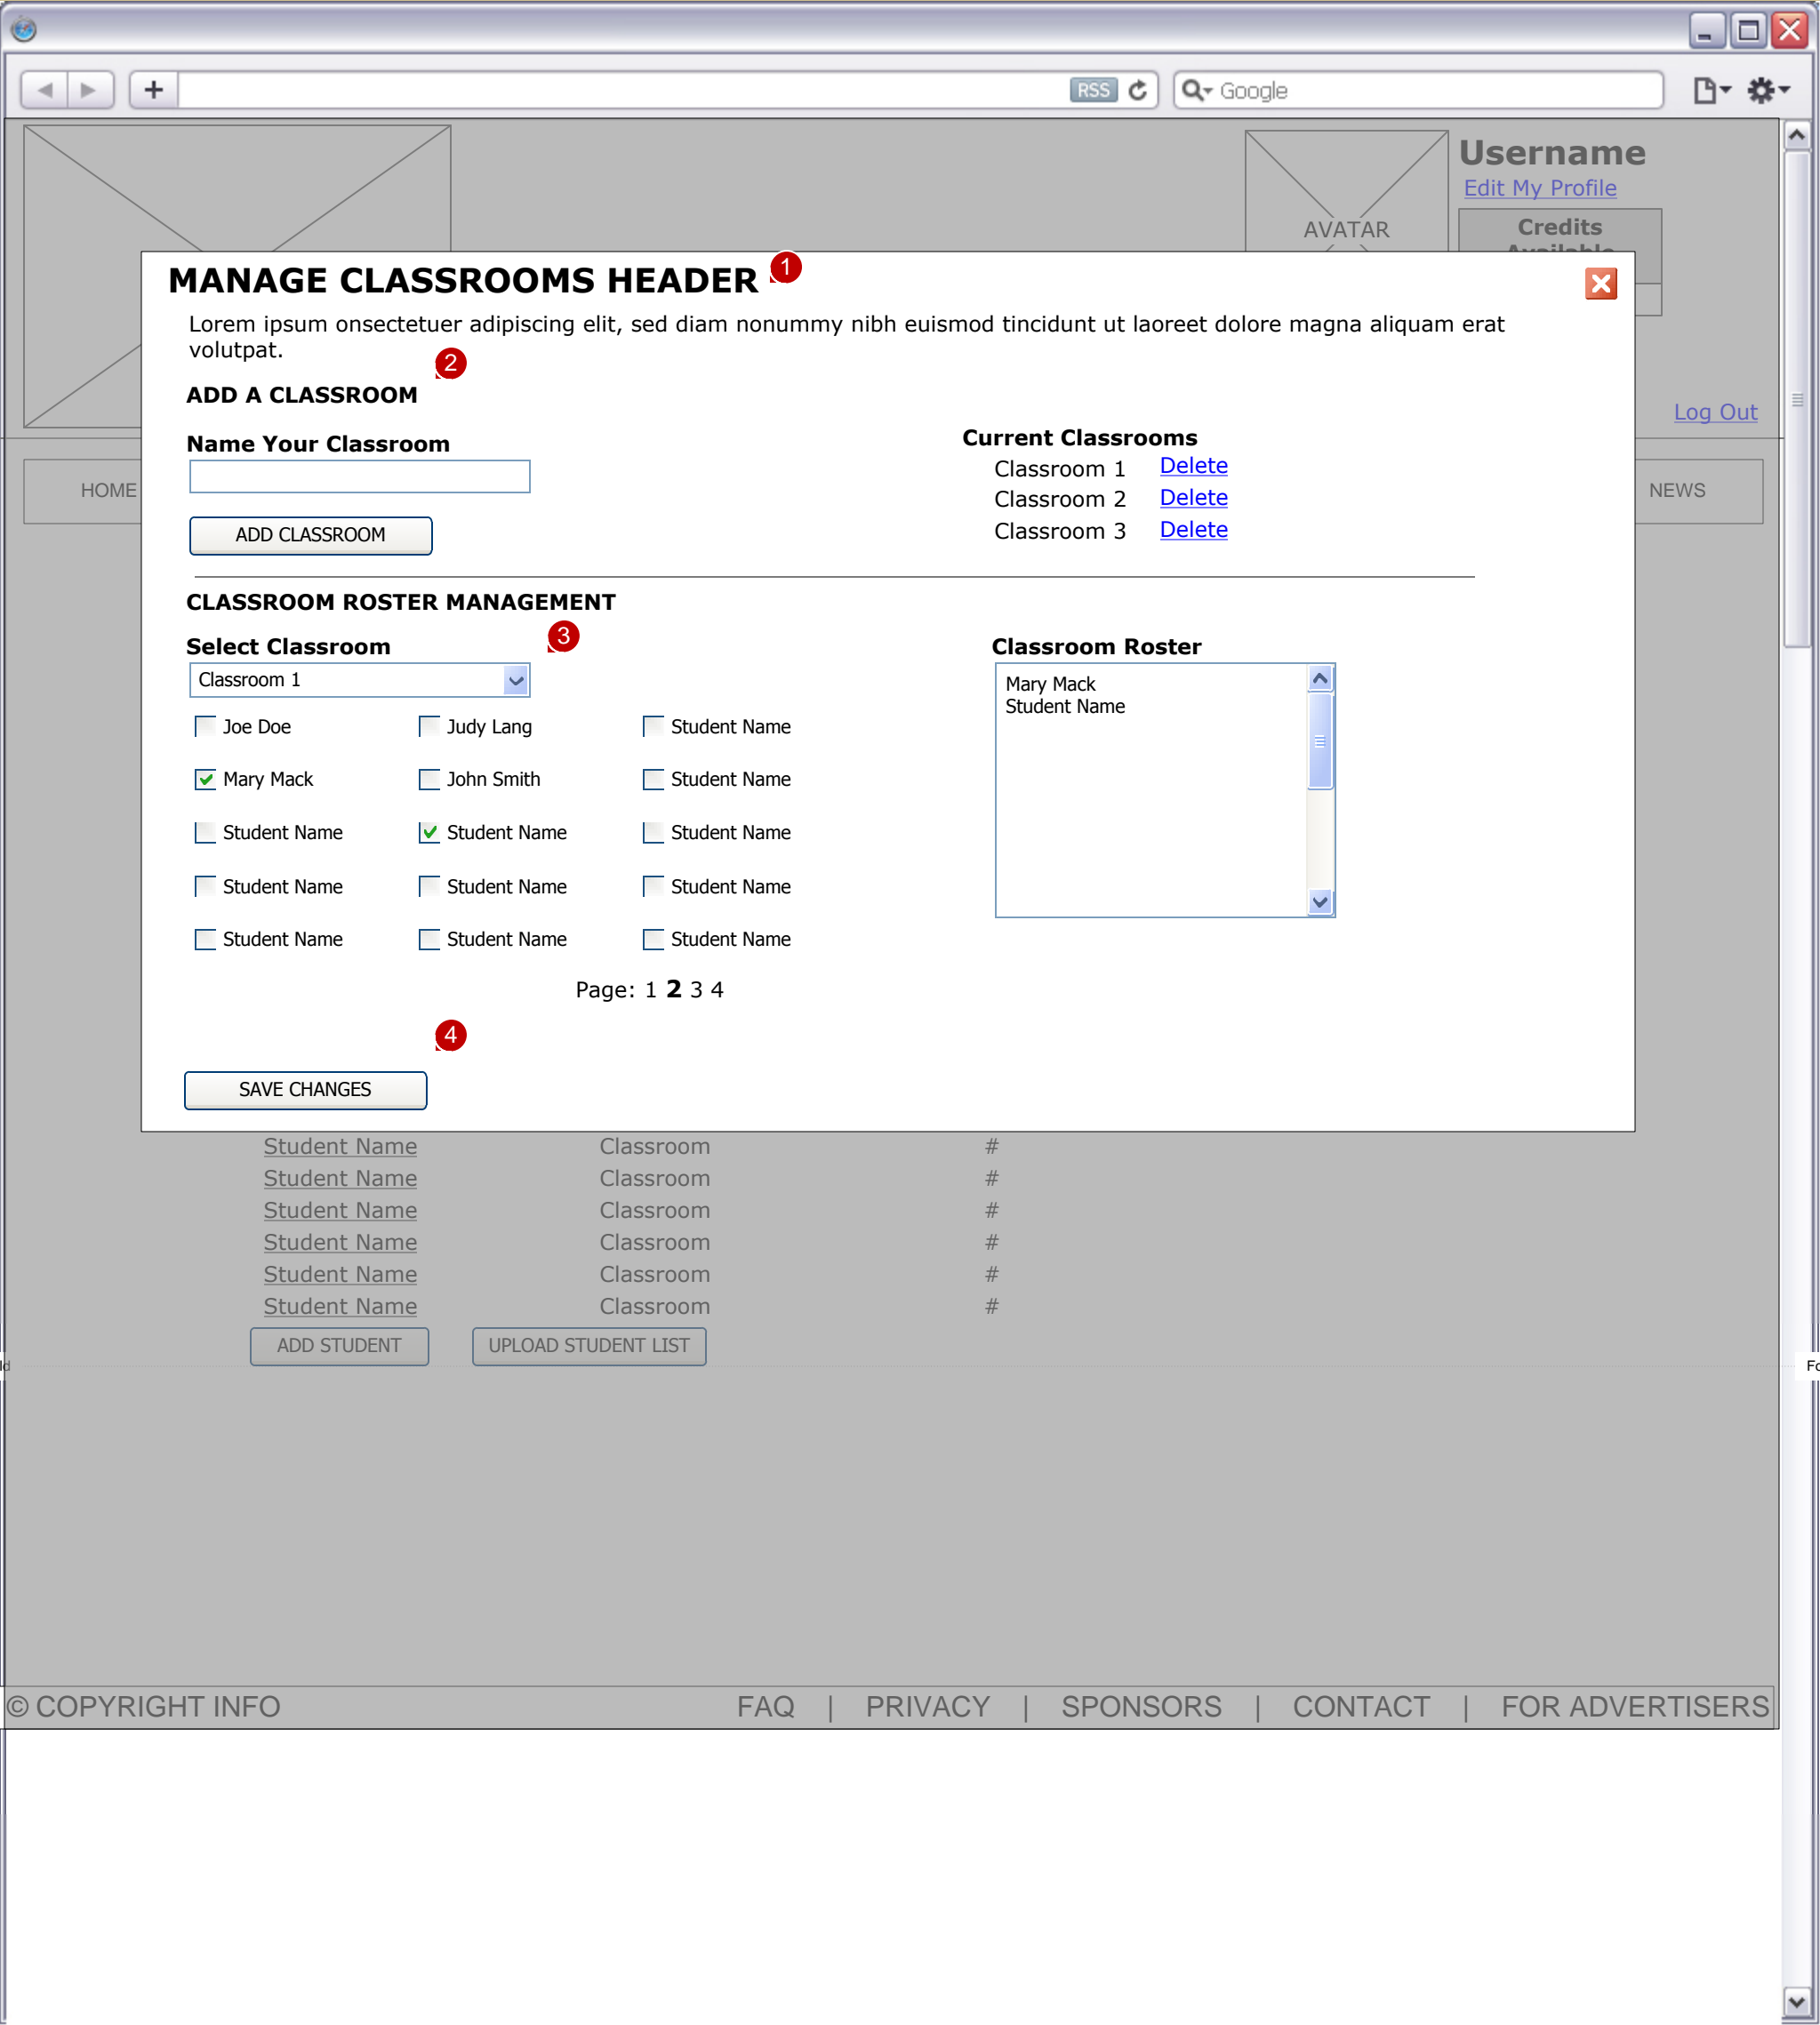 RSS
Google
Username
Edit My Profile
AVATAR
Credits
Available
MANAGE CLASSROOMS HEADER 1
Lorem ipsum onsectetuer adipiscing elit, sed diam nonummy nibh euismod tincidunt ut laoreet dolore magna aliquam erat
volutpat.
2
ADD A CLASSROOM
Log Out
Name Your Classroom
Current Classrooms
Classroom 1 Delete
Classroom 2 Delete
Classroom 3 Delete
HOME
NEWS
ADD CLASSROOM
CLASSROOM ROSTER MANAGEMENT
3
Select Classroom
Classroom 1
Classroom Roster
Mary Mack
Student Name
Joe Doe Judy Lang Student Name
Mary Mack John Smith Student Name
Student Name Student Name Student Name
Student Name Student Name Student Name
Student Name Student Name Student Name
Page: 1 2 3 4
4
SAVE CHANGES
Student Name Classroom #
Student Name Classroom #
Student Name Classroom #
Student Name Classroom #
Student Name Classroom #
Student Name Classroom #
ADD STUDENT UPLOAD STUDENT LIST
© COPYRIGHT INFO FAQ | PRIVACY | SPONSORS | CONTACT | FOR ADVERTISERS